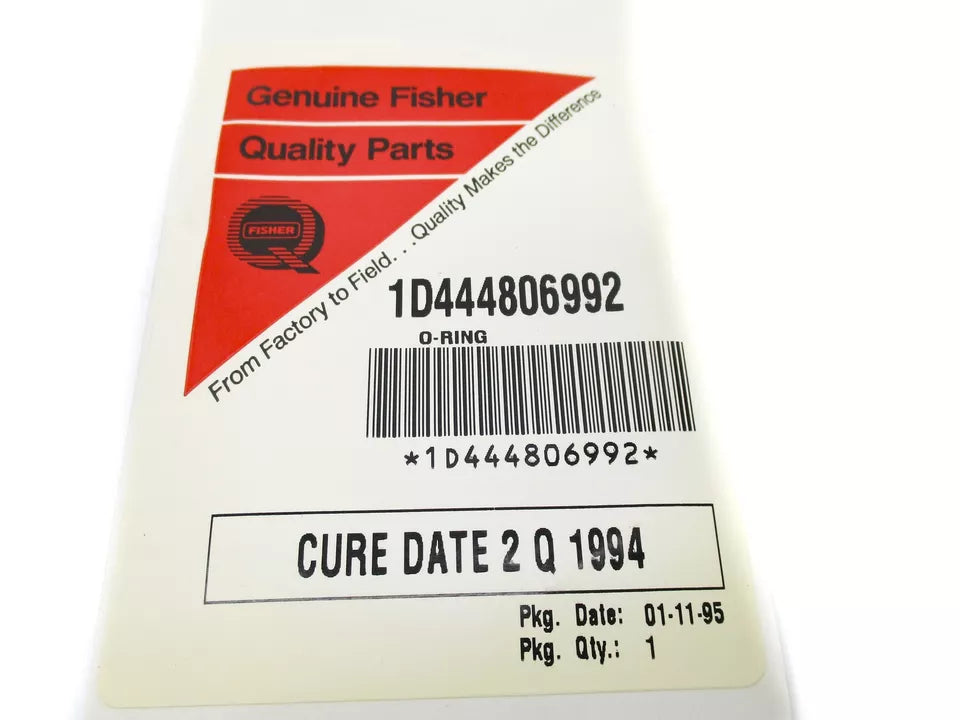 Genuine Fisher
Quality Parts
FISHER
From Factory to Field. . .Quality Makes the Difference
1D444806992
O-RING
*1D444806992*
CURE DATE 2 Q 1994
Pkg. Date: 01-11-95
Pkg. Qty.: 1